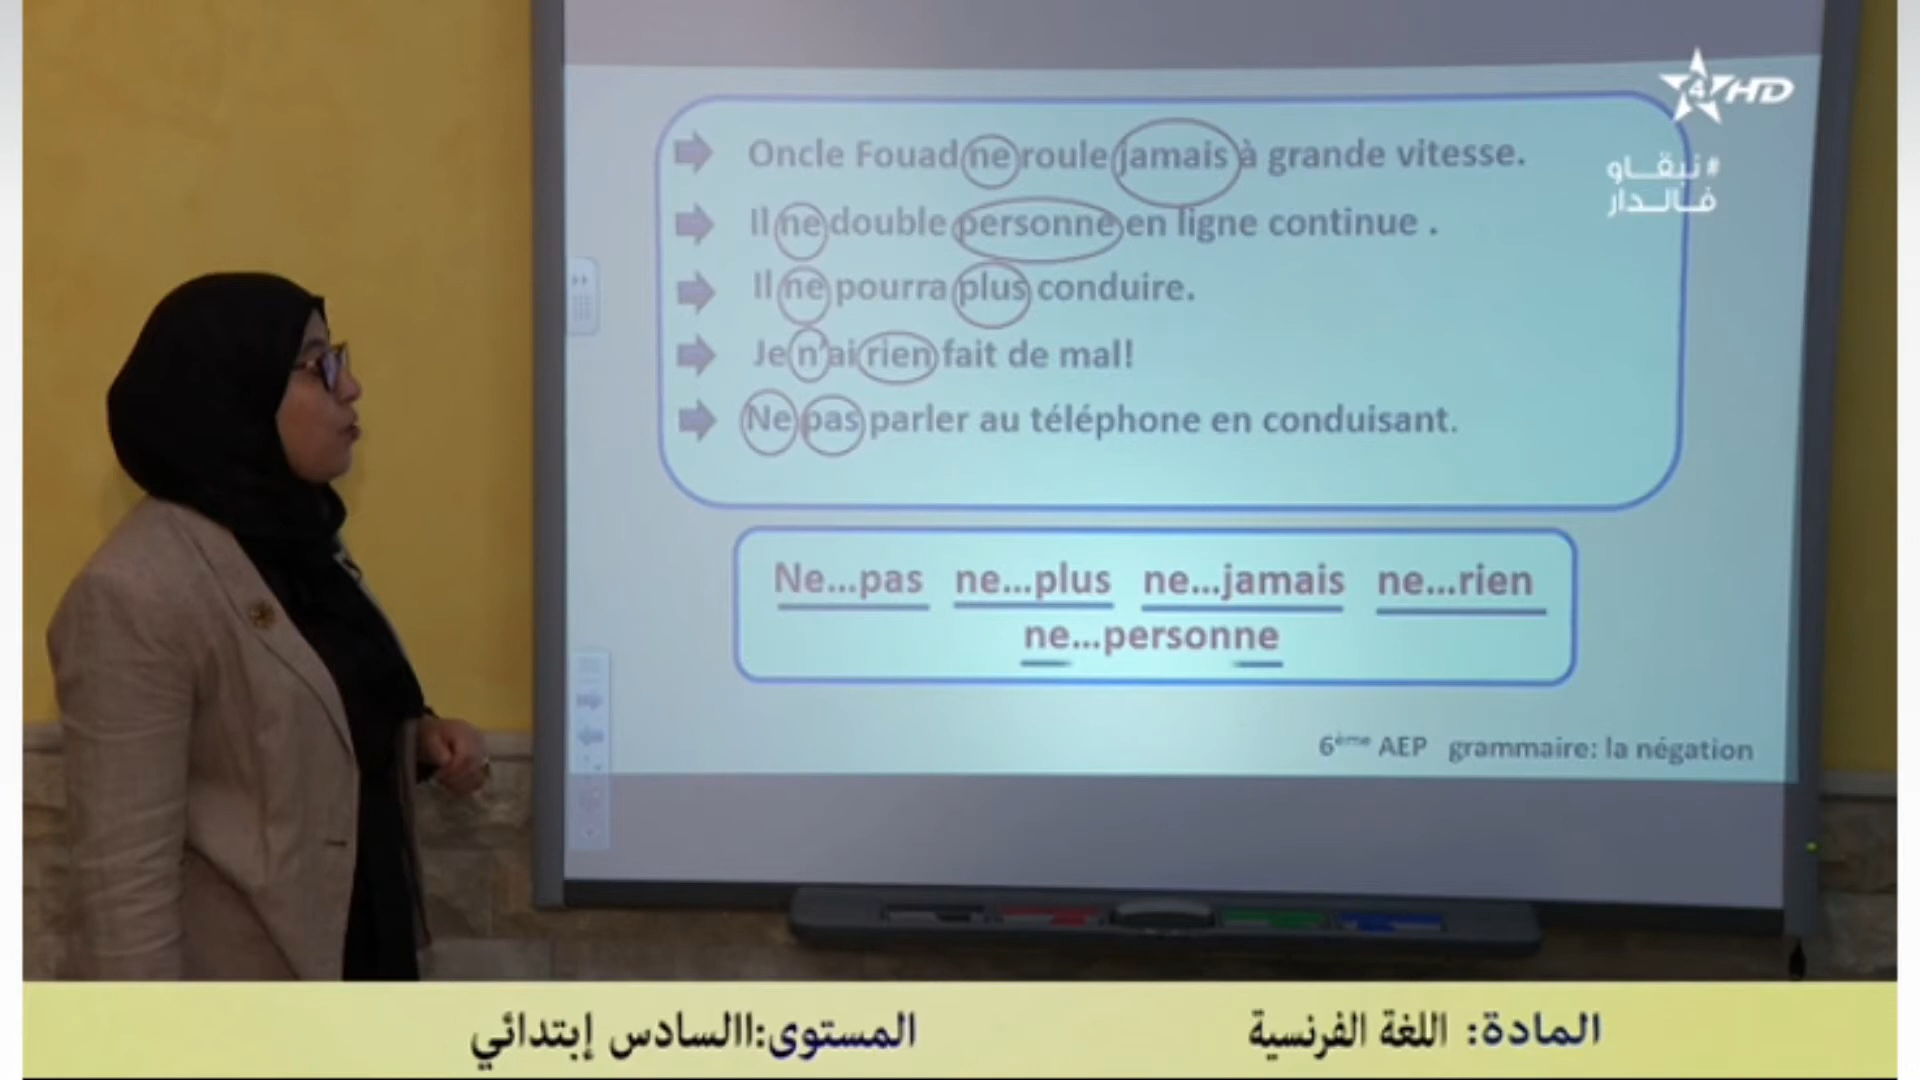 4 HD
#نبقاو
فالدار
Oncle Fouad ne roule jamais à grande vitesse.
Il ne double personne en ligne continue .
Il ne pourra plus conduire.
Je n'ai rien fait de mal!
Ne pas parler au téléphone en conduisant.
Ne...pas ne...plus ne...jamais ne...rien
ne...personne
6ème AEP grammaire: la négation
المادة: اللغة الفرنسية
المستوى:االسادس إبتدائي